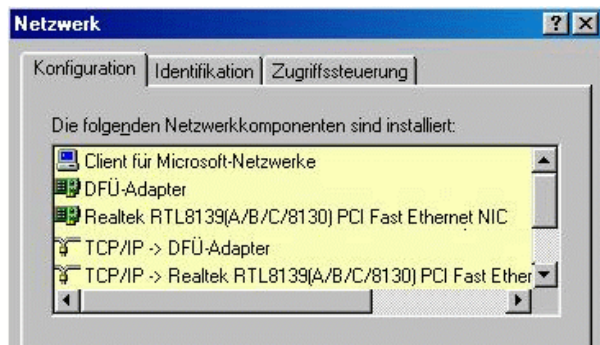 Netzwerk
Konfiguration Identifikation Zugriffssteuerung
Die folgenden Netzwerkkomponenten sind installiert:
Client für Microsoft-Netzwerke
DFÜ-Adapter
Realtek RTL8139(A/B/C/8130) PCI Fast Ethernet NIC
TCP/IP -> DFÜ-Adapter
TCP/IP -> Realtek RTL8139(A/B/C/8130) PCI Fast Ether